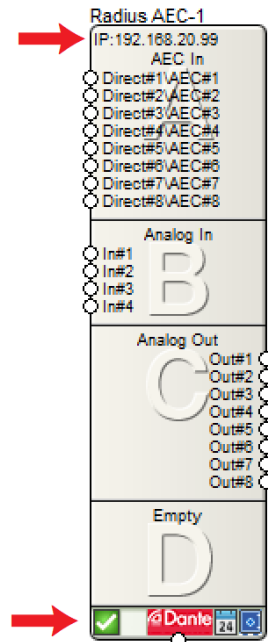 Radius AEC-1
IP:192.168.20.99
AEC In
A
Direct#1\AEC#1
Direct#2\AEC#2
Direct#3\AEC#3
Direct#4\AEC#4
Direct#5\AEC#5
Direct#6\AEC#6
Direct#7\AEC#7
Direct#8\AEC#8
Analog In
B
In#1
In#2
In#3
In#4
Analog Out
C
Out#1
Out#2
Out#3
Out#4
Out#5
Out#6
Out#7
Out#8
Empty
D
Dante 24